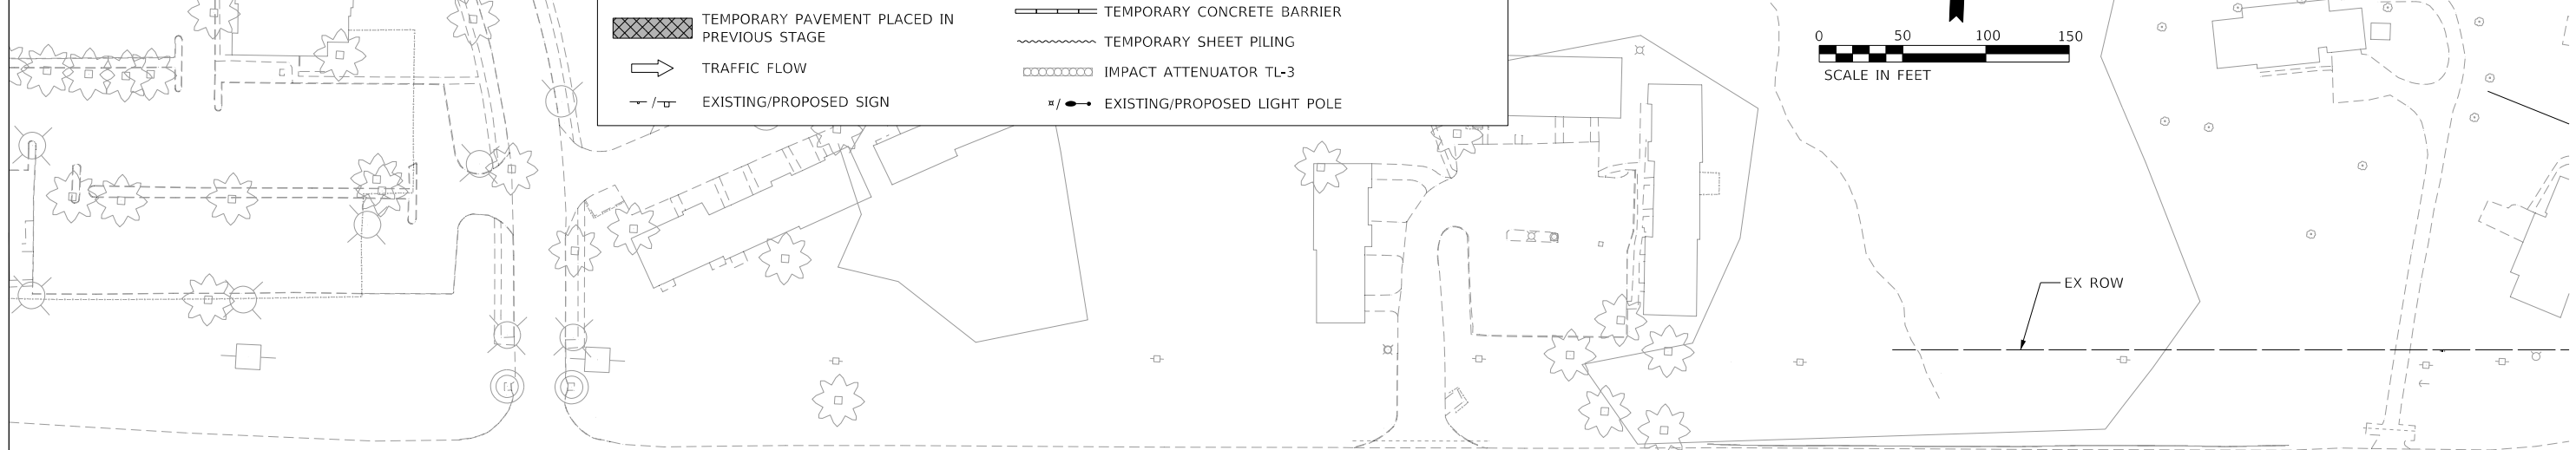 TEMPORARY PAVEMENT PLACED IN
PREVIOUS STAGE
TRAFFIC FLOW
EXISTING/PROPOSED SIGN
TEMPORARY CONCRETE BARRIER
TEMPORARY SHEET PILING
IMPACT ATTENUATOR TL-3
EXISTING/PROPOSED LIGHT POLE
0 50 100 150
SCALE IN FEET
EX ROW